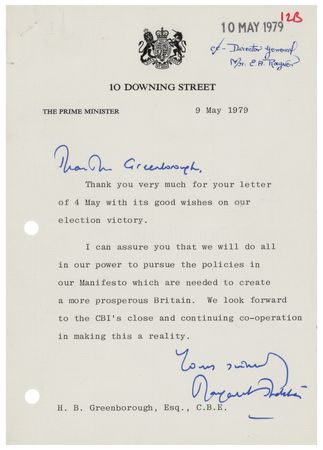 12B
10 MAY 1979
cc - Director General
Mr. E. A.
10 DOWNING STREET
THE PRIME MINISTER
9 May 1979
Dear Mr. Greenborough,
Thank you very much for your letter
of 4 May with its good wishes on our
election victory.
I can assure you that we will do all
in our power to pursue the policies in
our Manifesto which are needed to create
a more prosperous Britain. We look forward
to the CBI's close and continuing co-operation
in making this a reality.
Yours sincerely
Margaret Thatcher
H. B. Greenborough, Esq., C.B.E.